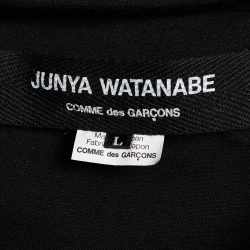 JUNYA WATANABE
COMME des GARÇONS
L
COMME des GARÇONS